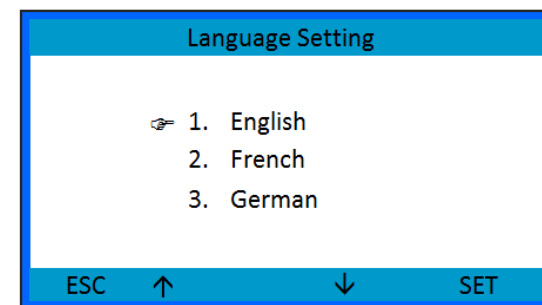 Language Setting
☞ 1. English
2. French
3. German
ESC ↑ ↓ SET